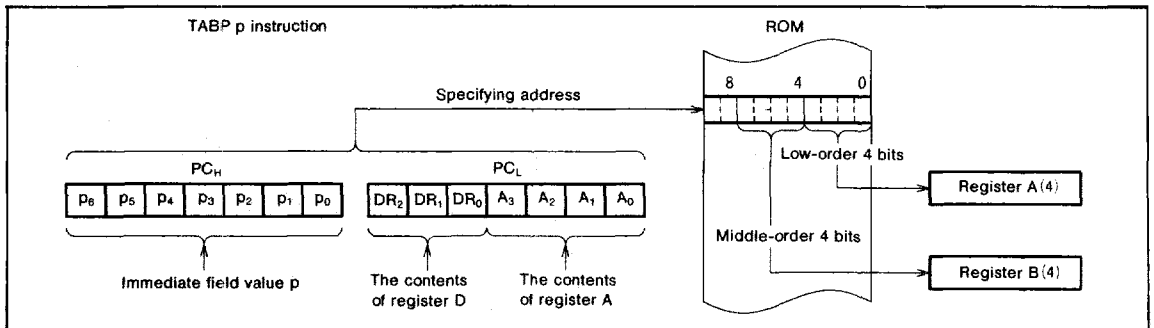 TABP p instruction
ROM
8 4 0
Specifying address
PCH
PCL
Low-order 4 bits
p6 p5 p4 p3 p2 p1 p0
DR2 DR1 DR0 A3 A2 A1 A0
Register A(4)
Middle-order 4 bits
Immediate field value p
The contents
of register D
The contents
of register A
Register B(4)